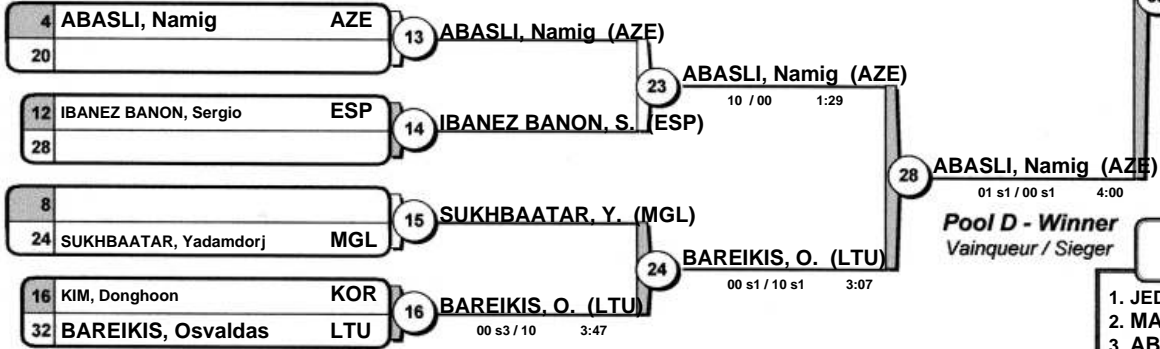 4 ABASLI, Namig AZE
20
13
ABASLI, Namig (AZE)
12 IBANEZ BANON, Sergio ESP
28
14
IBANEZ BANON, S. (ESP)
23
ABASLI, Namig (AZE)
10 / 00 1:29
8
24 SUKHBAATAR, Yadamdorj MGL
15
SUKHBAATAR, Y. (MGL)
16 KIM, Donghoon KOR
32 BAREIKIS, Osvaldas LTU
16
BAREIKIS, O. (LTU)
00 s3 / 10 3:47
24
BAREIKIS, O. (LTU)
00 s1 / 10 s1 3:07
28
ABASLI, Namig (AZE)
01 s1 / 00 s1 4:00
Pool D - Winner
Vainqueur / Sieger
1. JED
2. MA
3. AB